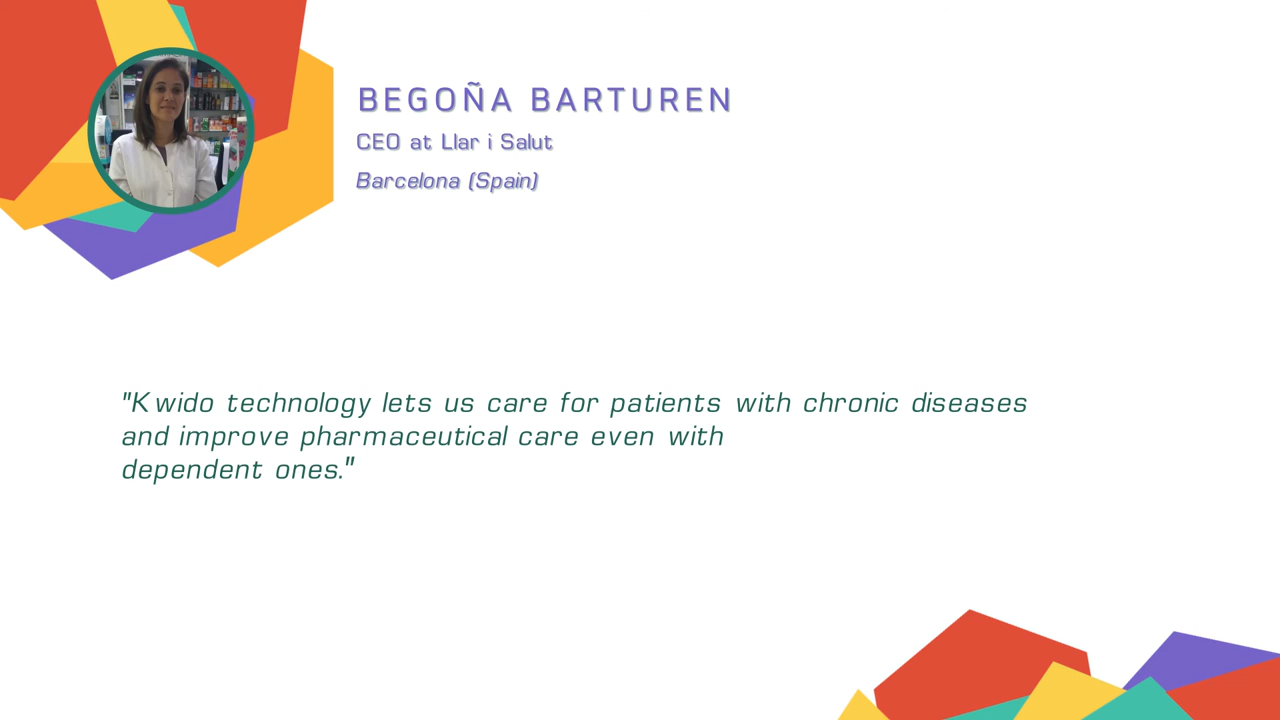 BEGOÑA BARTUREN
CEO at Llar i Salut
Barcelona (Spain)
"Kwido technology lets us care for patients with chronic diseases
and improve pharmaceutical care even with
dependent ones."